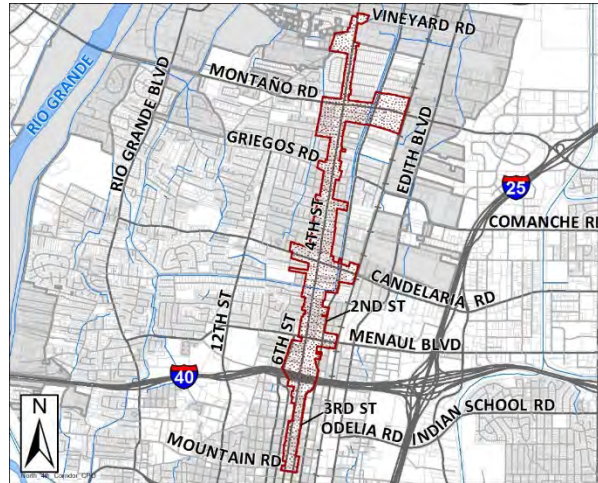 VINEYARD RD
MONTAÑO RD
RIO GRANDE
RIO GRANDE BLVD
GRIEGOS RD
EDITH BLVD
4TH ST
25
COMANCHE RD
CANDELARIA RD
2ND ST
12TH ST
6TH ST
MENAUL BLVD
40
3RD ST
ODELIA RD
INDIAN SCHOOL RD
N
MOUNTAIN RD